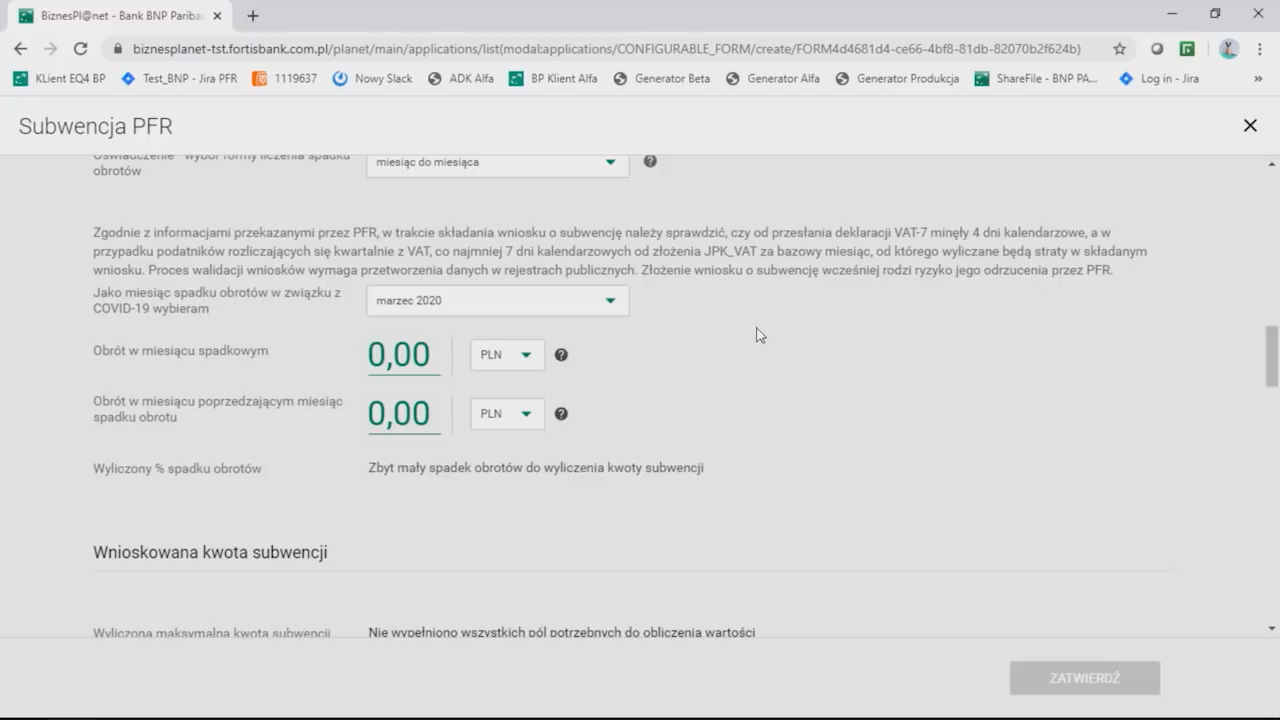 BiznesPl@net - Bank BNP Pariba
biznesplanet-tst.fortisbank.com.pl/planet/main/applications/list(modal:applications/CONFIGURABLE_FORM/create/FORM4d4681d4-ce66-4bf8-81db-82070b2f624b)
KLient EQ4 BP
Test_BNP - Jira PFR
1119637
Nowy Slack
ADK Alfa
BP Klient Alfa
Generator Beta
Generator Alfa
Generator Produkcja
ShareFile - BNP PA...
Log in - Jira
»
Subwencja PFR
Oświadczenie - wybór formy liczenia spadku
obrotów
miesiąc do miesiąca
Zgodnie z informacjami przekazanymi przez PFR, w trakcie składania wniosku o subwencję należy sprawdzić, czy od przesłania deklaracji VAT-7 minęły 4 dni kalendarzowe, a w
przypadku podatników rozliczających się kwartalnie z VAT, co najmniej 7 dni kalendarzowych od złożenia JPK_VAT za bazowy miesiąc, od którego wyliczane będą straty w składanym
wniosku. Proces walidacji wniosków wymaga przetworzenia danych w rejestrach publicznych. Złożenie wniosku o subwencję wcześniej rodzi ryzyko jego odrzucenia przez PFR.
Jako miesiąc spadku obrotów w związku z
COVID-19 wybieram
marzec 2020
Obrót w miesiącu spadkowym
0,00
PLN
Obrót w miesiącu poprzedzającym miesiąc
spadku obrotu
0,00
PLN
Wyliczony % spadku obrotów
Zbyt mały spadek obrotów do wyliczenia kwoty subwencji
Wnioskowana kwota subwencji
Wyliczona maksymalna kwota subwencji
Nie wypełniono wszystkich pól potrzebnych do obliczenia wartości
ZATWIERDŹ